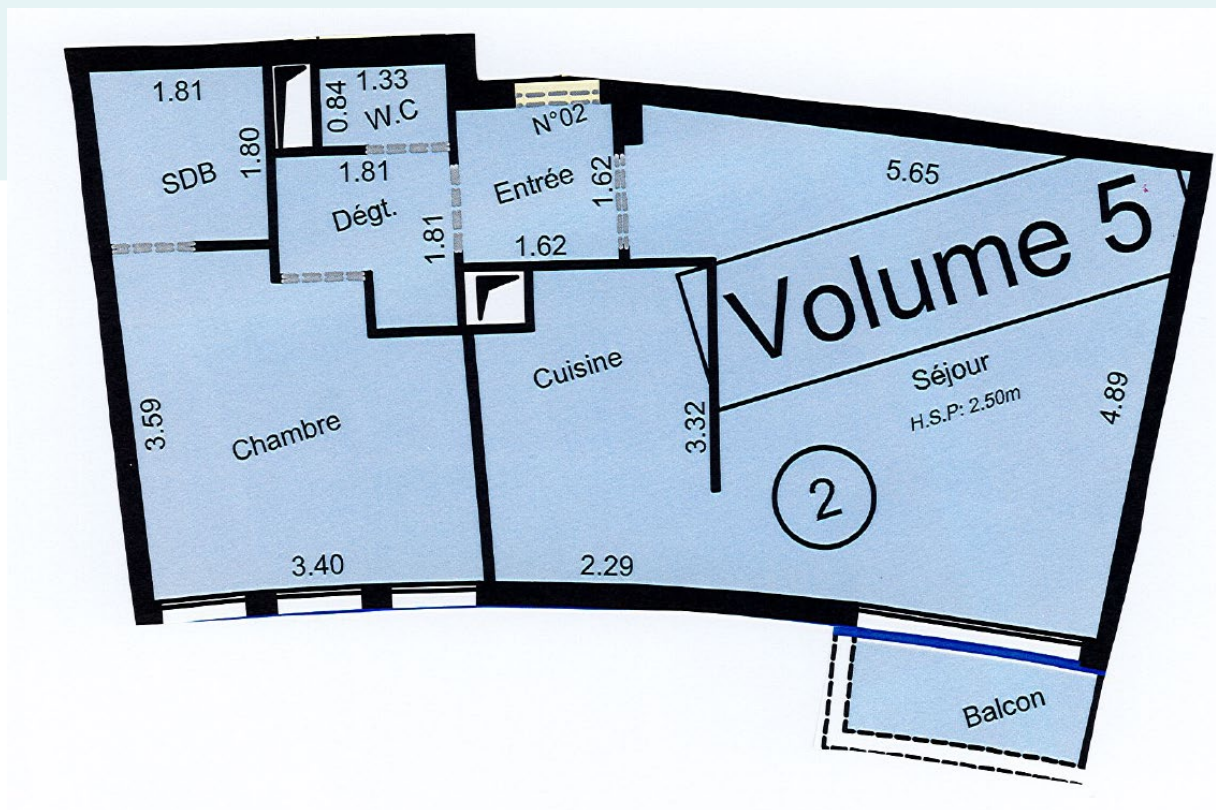 1.81
1.80
SDB
0.84
1.33
W.C
1.81
Dégt.
1.81
N°02
Entrée
1.62
1.62
5.65
Volume 5
Séjour
H.S.P: 2.50m
4.89
Cuisine
3.32
2
3.59
Chambre
3.40
2.29
Balcon